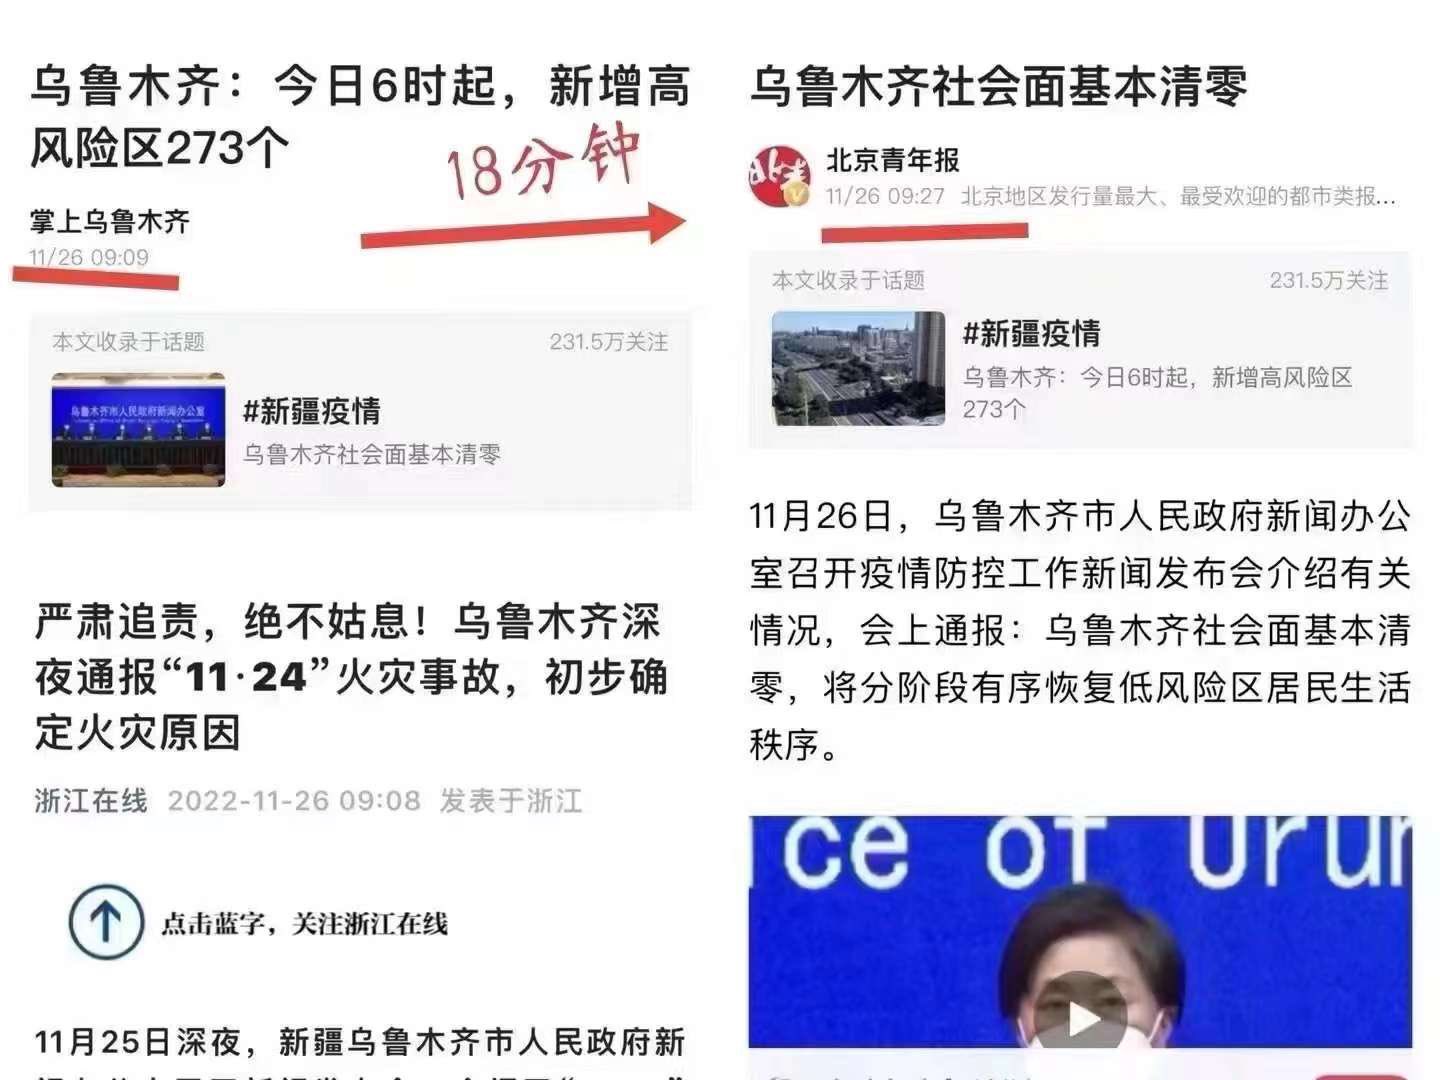 乌鲁木齐：今日6时起，新增高
风险区273个
18分钟
掌上乌鲁木齐
11/26 09:09
本文收录于话题 231.5万关注
乌鲁木齐市人民政府新闻办公室
#新疆疫情
乌鲁木齐社会面基本清零
严肃追责，绝不姑息！乌鲁木齐深
夜通报“11·24”火灾事故，初步确
定火灾原因
浙江在线 2022-11-26 09:08 发表于浙江
点击蓝字，关注浙江在线
11月25日深夜，新疆乌鲁木齐市人民政府新
乌鲁木齐社会面基本清零
北京青年报
11/26 09:27 北京地区发行量最大、最受欢迎的都市类报...
本文收录于话题 231.5万关注
#新疆疫情
乌鲁木齐：今日6时起，新增高风险区
273个
11月26日，乌鲁木齐市人民政府新闻办公
室召开疫情防控工作新闻发布会介绍有关
情况，会上通报：乌鲁木齐社会面基本清
零，将分阶段有序恢复低风险区居民生活
秩序。
ice of Urum